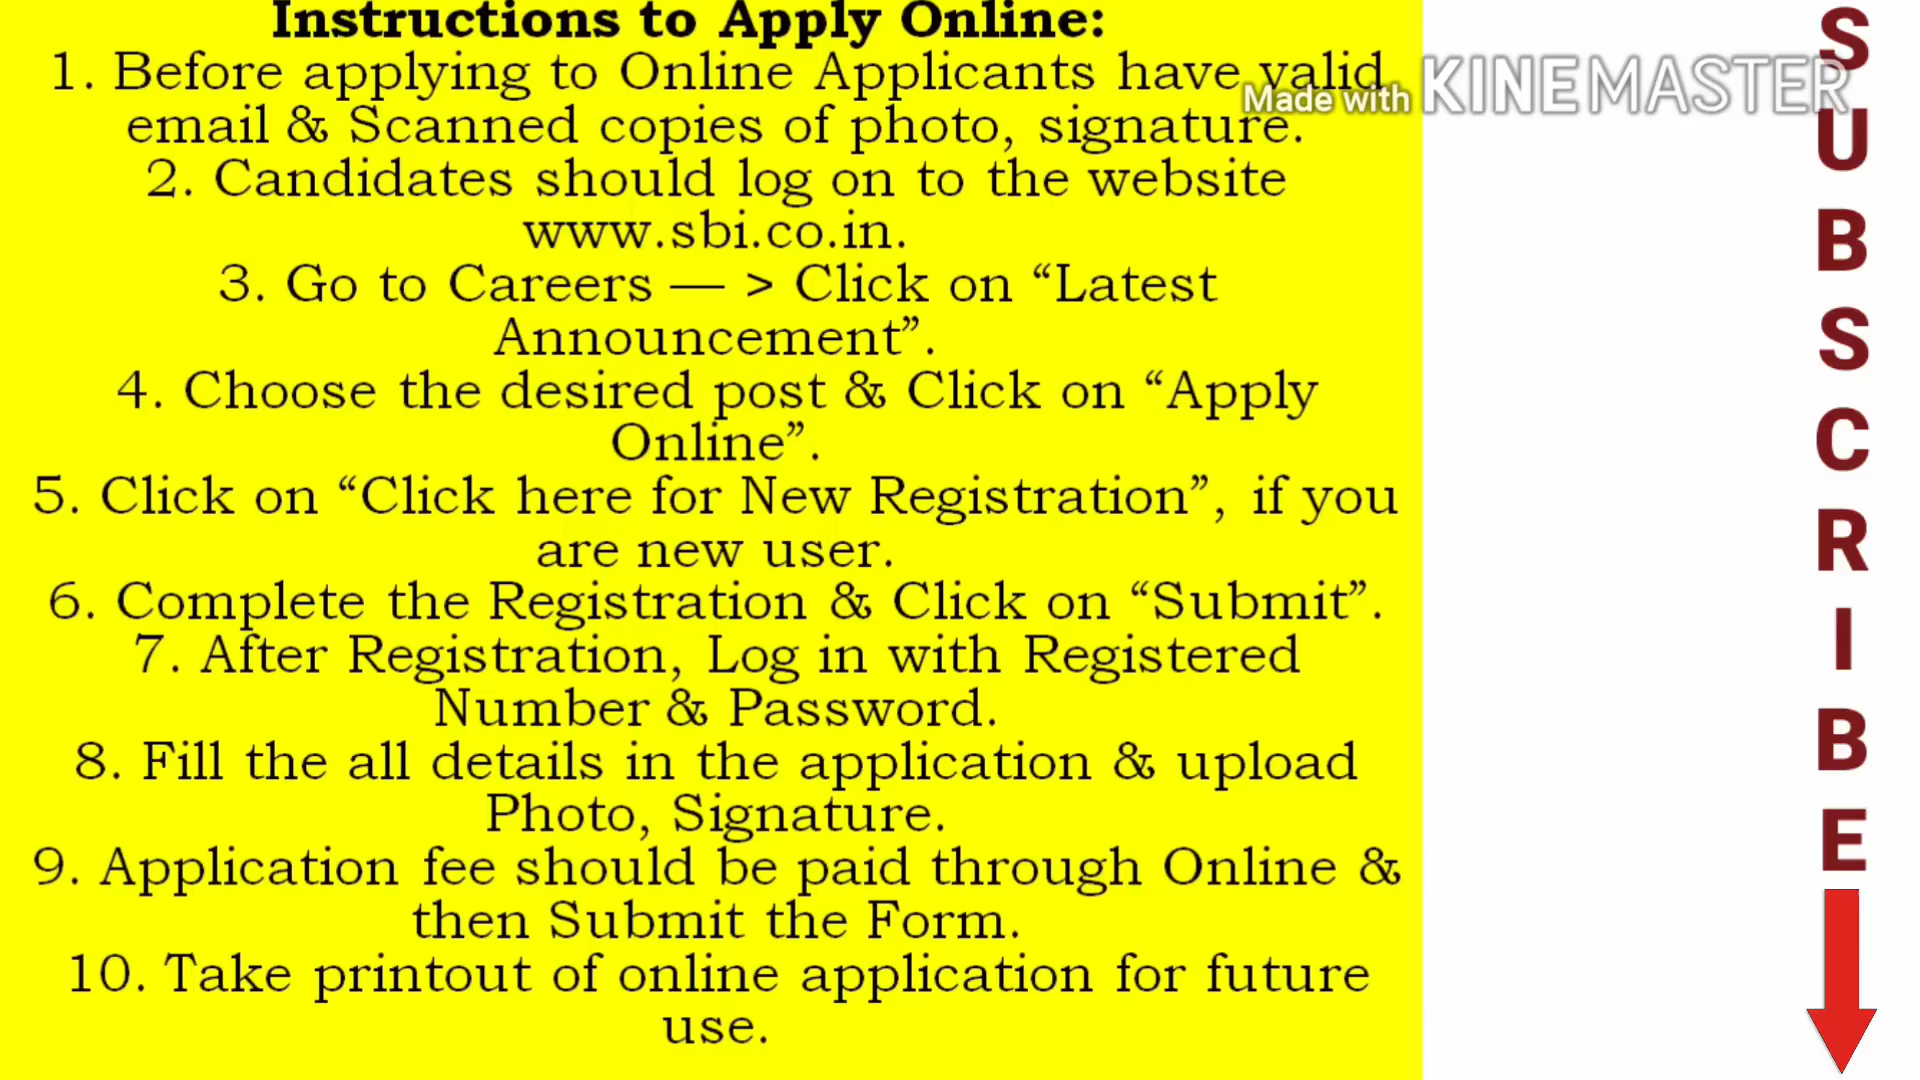 Instructions to Apply Online:
1. Before applying to Online Applicants have valid
email & Scanned copies of photo, signature.
2. Candidates should log on to the website
www.sbi.co.in.
3. Go to Careers — > Click on “Latest
Announcement”.
4. Choose the desired post & Click on “Apply
Online”.
5. Click on “Click here for New Registration”, if you
are new user.
6. Complete the Registration & Click on “Submit”.
7. After Registration, Log in with Registered
Number & Password.
8. Fill the all details in the application & upload
Photo, Signature.
9. Application fee should be paid through Online &
then Submit the Form.
10. Take printout of online application for future
use.
Made with KINEMASTER
SUBSCRIBE